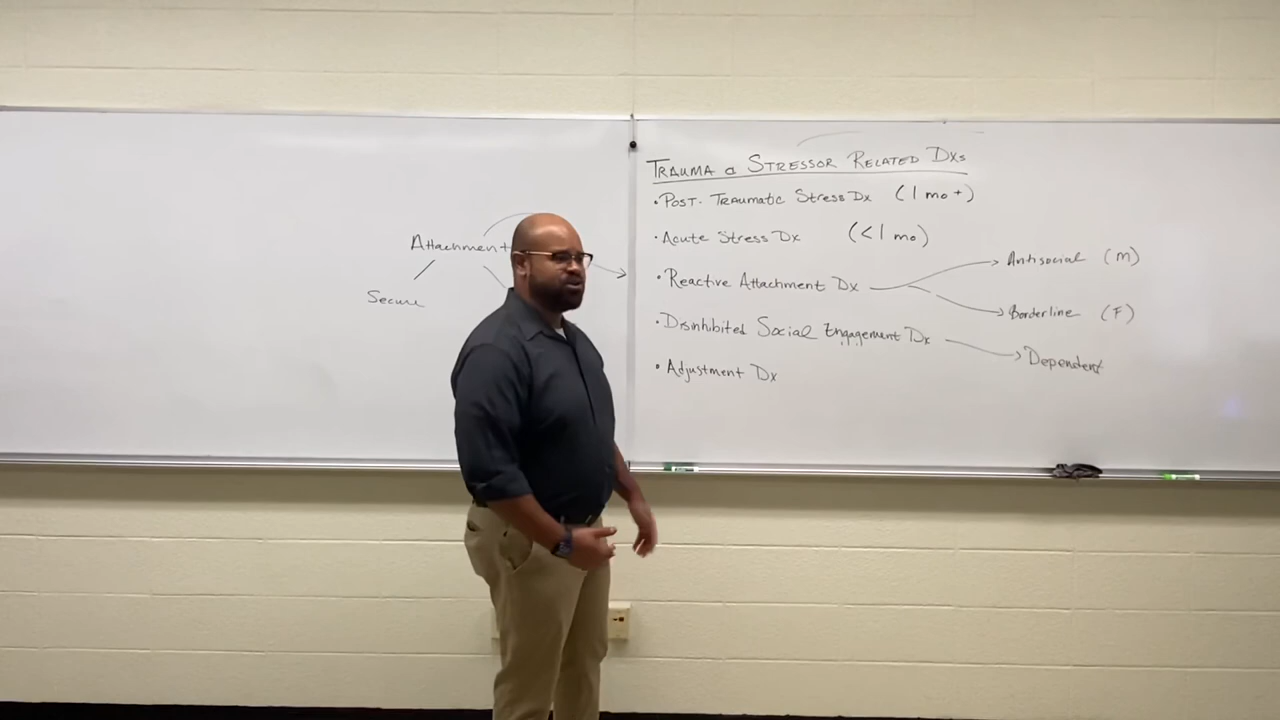 Attachment
Secure
TRAUMA & STRESSOR RELATED DXS
• POST-TRAUMATIC STRESS DX (1 mo+)
• ACUTE STRESS DX (<1 mo)
• Reactive Attachment Dx
Antisocial (M)
Borderline (F)
• Disinhibited Social Engagement Dx
Dependent
• Adjustment Dx